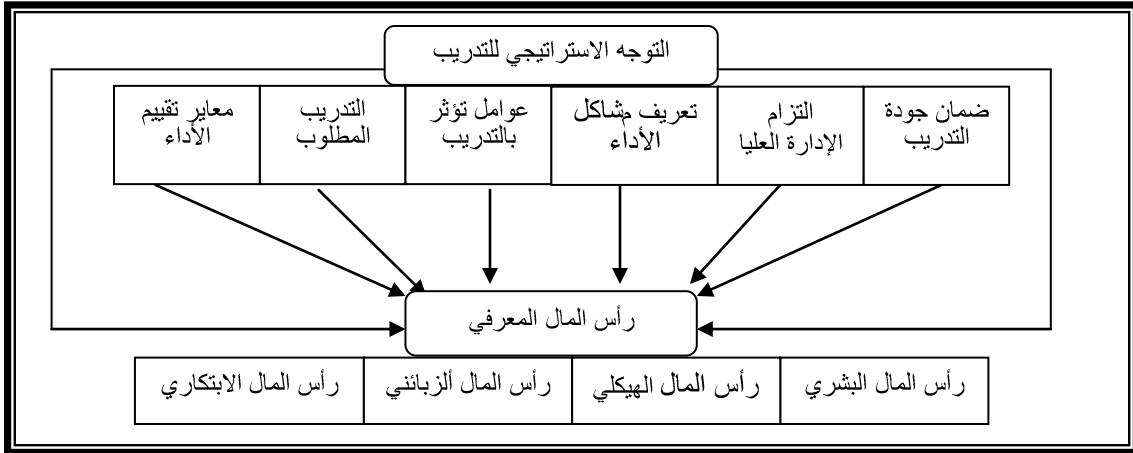 التوجه الاستراتيجي للتدريب
ضمان جودة
التدريب
التزام
الإدارة العليا
تعريف مشاكل
الأداء
عوامل تؤثر
بالتدريب
التدريب
المطلوب
معاير تقييم
الأداء
رأس المال المعرفي
رأس المال البشري
رأس المال الهيكلي
رأس المال ألزبائني
رأس المال الابتكاري